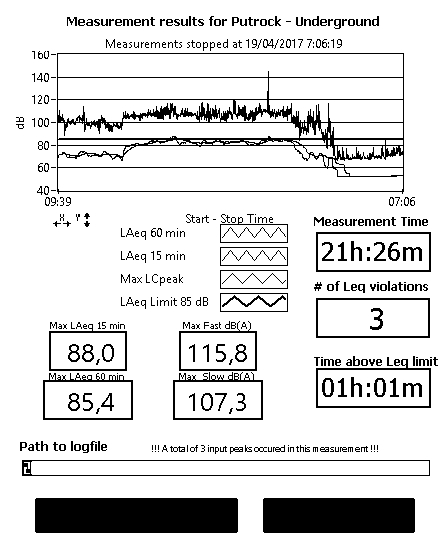 Measurement results for Putrock - Underground
Measurements stopped at 19/04/2017 7:06:19
160
140
120
100
80
60
40
dB
09:39
07:06
X Y
Start - Stop Time
LAeq 60 min
LAeq 15 min
Max LCpeak
LAeq Limit 85 dB
Measurement Time
21h:26m
# of Leq violations
3
Time above Leq limit
01h:01m
Max LAeq 15 min
88,0
Max Fast dB(A)
115,8
Max LAeq 60 min
85,4
Max Slow dB(A)
107,3
Path to logfile
!!! A total of 3 input peaks occured in this measurement !!!